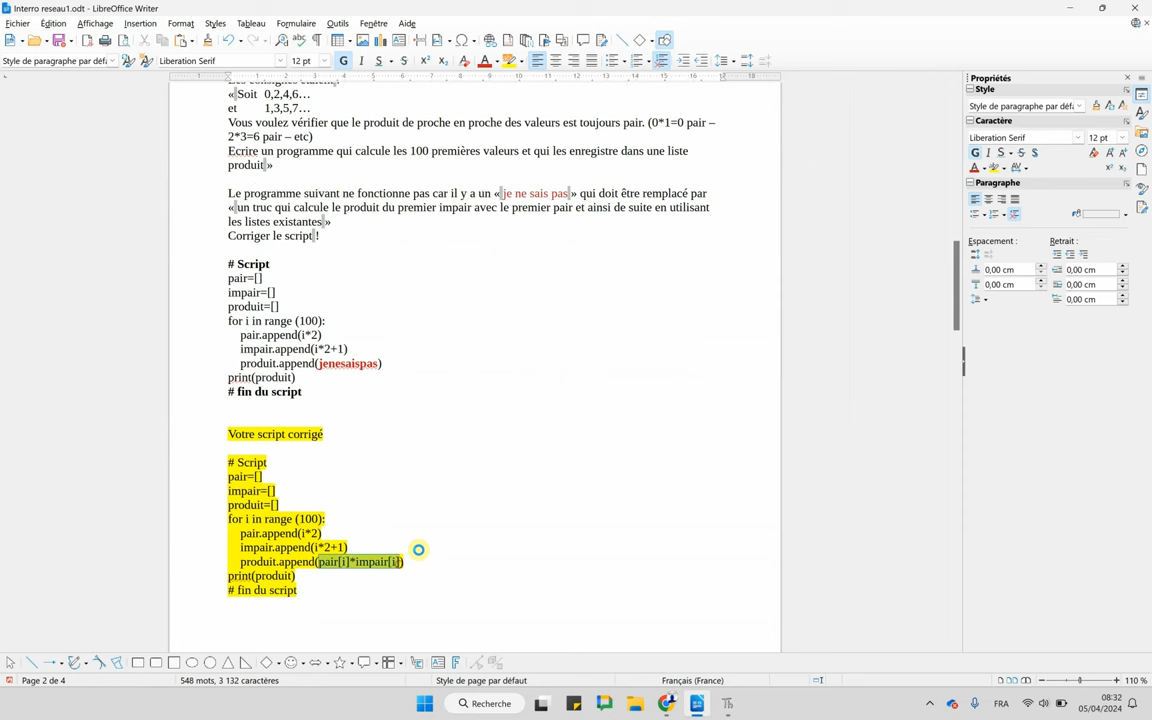 Interro reseau1.odt - LibreOffice Writer
Fichier Édition Affichage Insertion Format Styles Tableau Formulaire Outils Fenêtre Aide
Style de paragraphe par défa Liberation Serif 12 pt
« Soit 0,2,4,6…
et 1,3,5,7…
Vous voulez vérifier que le produit de proche en proche des valeurs est toujours pair. (0*1=0 pair –
2*3=6 pair – etc)
Ecrire un programme qui calcule les 100 premières valeurs et qui les enregistre dans une liste
produit »
Le programme suivant ne fonctionne pas car il y a un « je ne sais pas » qui doit être remplacé par
« un truc qui calcule le produit du premier impair avec le premier pair et ainsi de suite en utilisant
les listes existantes »
Corriger le script !
# Script
pair=[]
impair=[]
produit=[]
for i in range (100):
pair.append(i*2)
impair.append(i*2+1)
produit.append(jenesaispas)
print(produit)
# fin du script
Votre script corrigé
# Script
pair=[]
impair=[]
produit=[]
for i in range (100):
pair.append(i*2)
impair.append(i*2+1)
produit.append(pair[i]*impair[i])
print(produit)
# fin du script
Propriétés
Style
Style de paragraphe par défa
Caractère
Liberation Serif 12 pt
Paragraphe
Espacement : Retrait :
0,00 cm 0,00 cm
0,00 cm 0,00 cm
0,00 cm
Page 2 de 4 548 mots, 3 132 caractères Style de page par défaut Français (France) 110 %
Recherche
FRA
08:32
05/04/2024